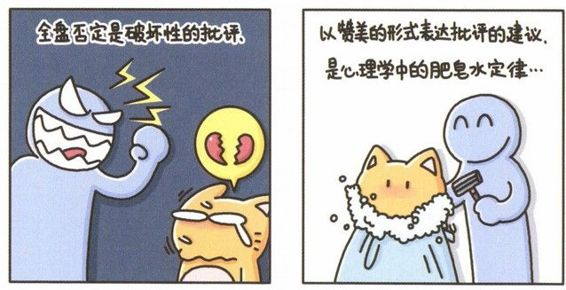 全盘否定是破坏性的批评、
以赞美的形式表达批评的建议、
是心理学中的肥皂水定律…